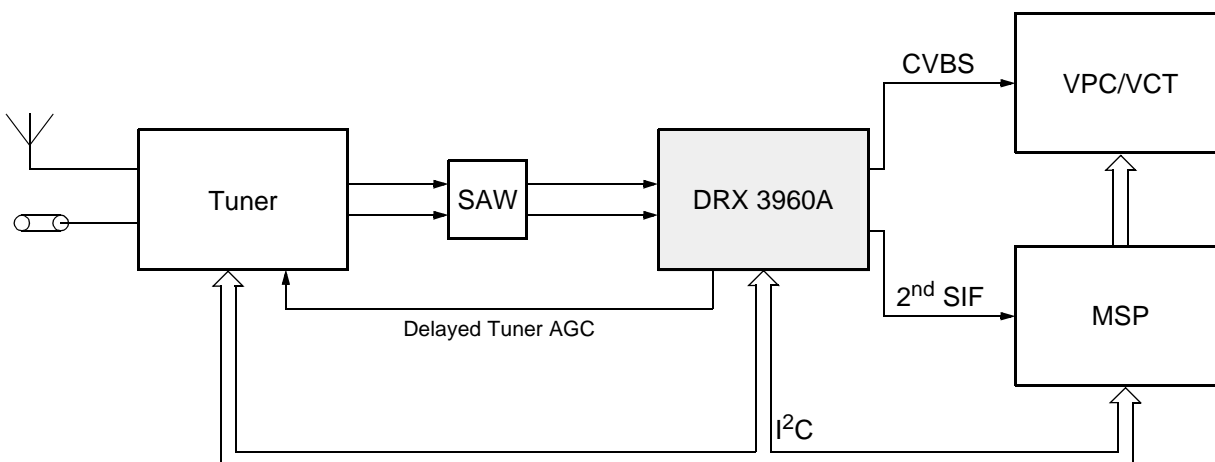 CVBS
VPC/VCT
Tuner
SAW
DRX 3960A
2nd SIF
MSP
Delayed Tuner AGC
I²C